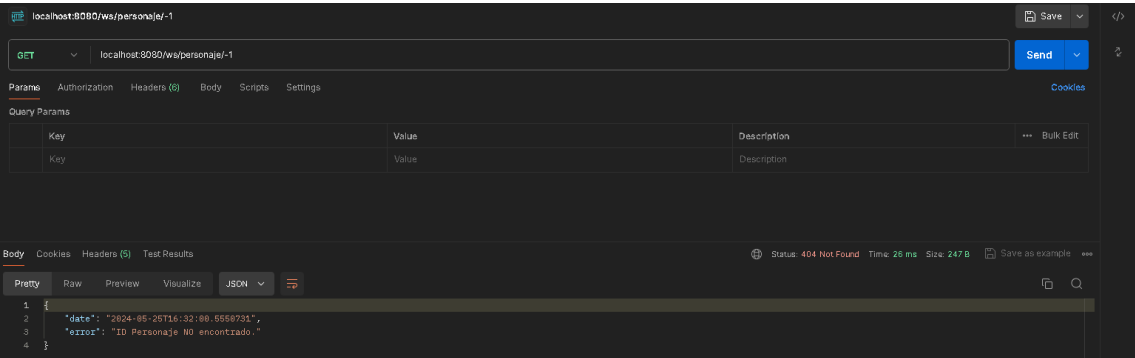 HTTP localhost:8080/ws/personaje/-1 Save
GET localhost:8080/ws/personaje/-1 Send
Params Authorization Headers (6) Body Scripts Settings Cookies
Query Params
Key Value Description Bulk Edit
Key Value Description
Body Cookies Headers (5) Test Results Status: 404 Not Found Time: 26 ms Size: 247 B Save as example
Pretty Raw Preview Visualize JSON
1 {
2 "date": "2024-05-25T16:32:00.5550731",
3 "error": "ID Personaje NO encontrado."
4 }